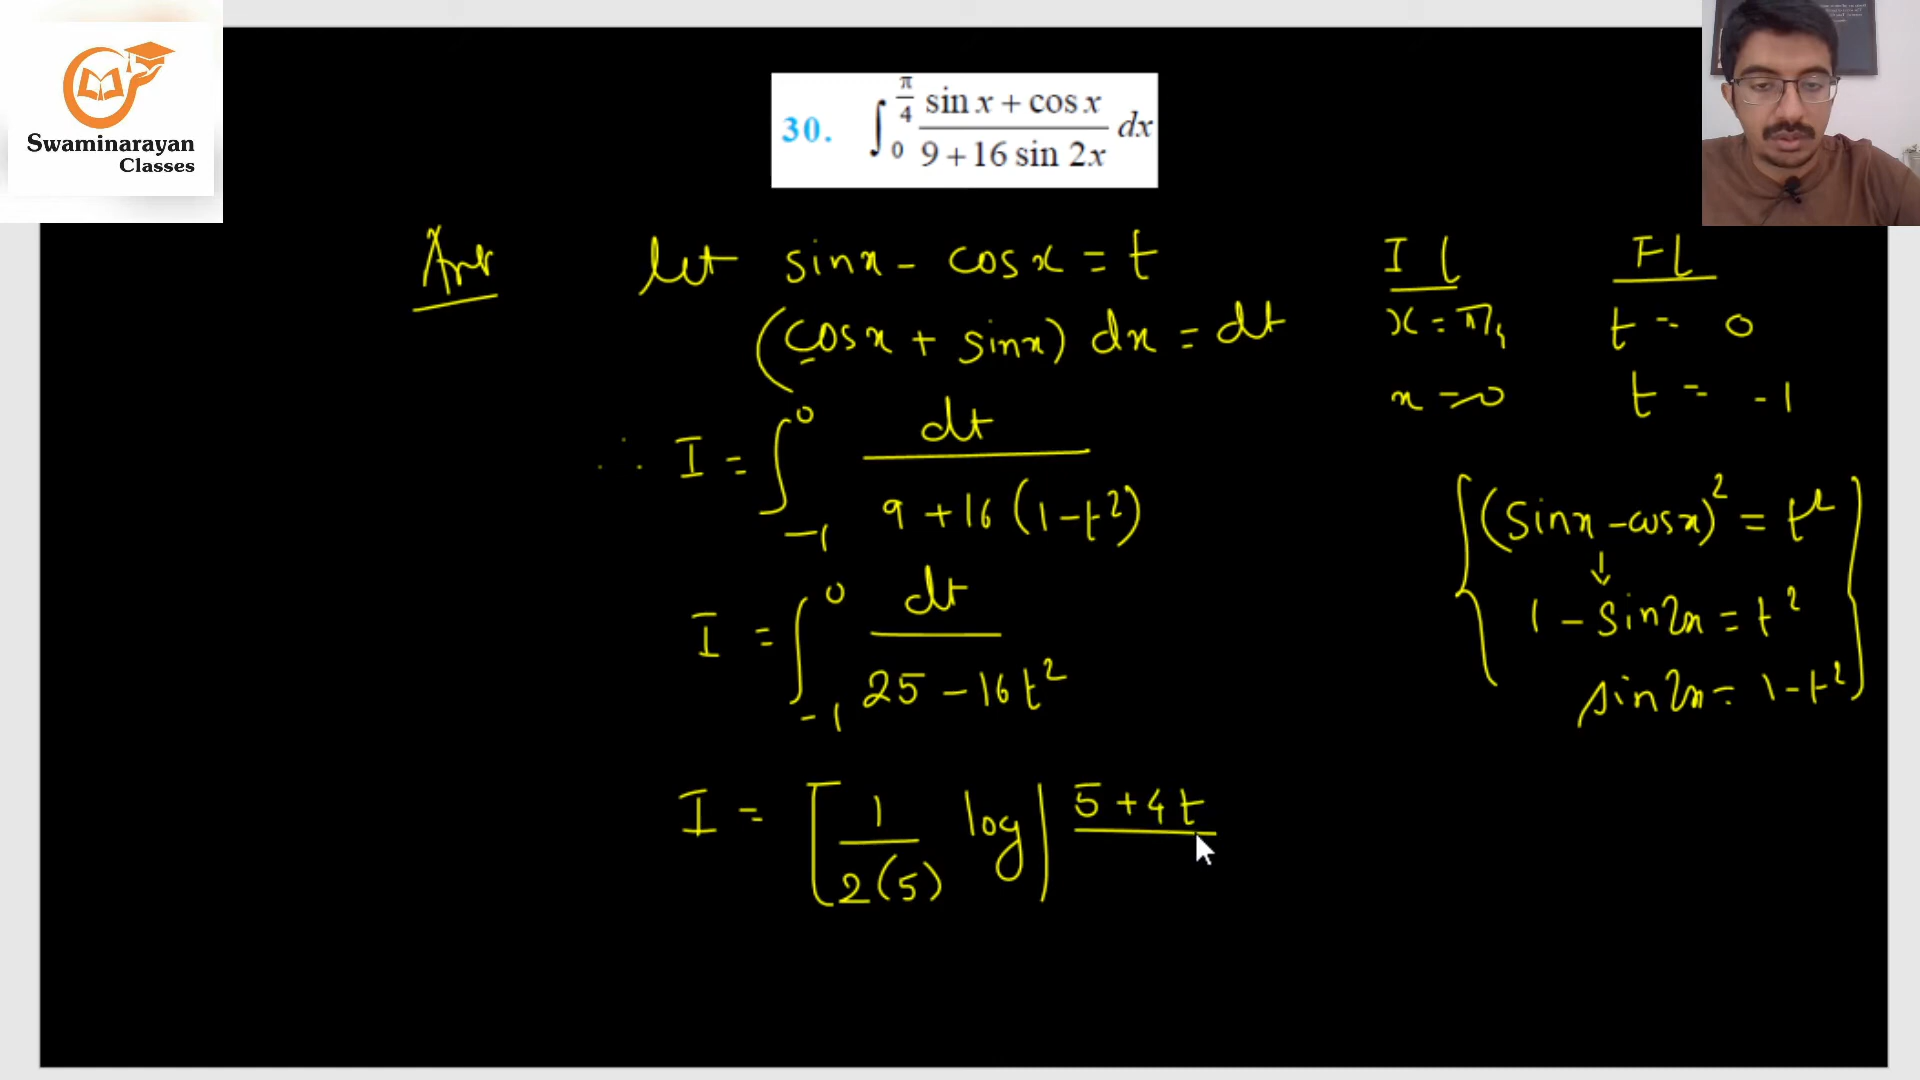 Swaminarayan
Classes
30. ∫₀^{π/4} (sin x + cos x)/(9 + 16 sin 2x) dx
Ans let sinx - cosx = t
(cosx + sinx) dx = dt
IL FL
x = π/4 t = 0
x = 0 t = -1
∴ I = ∫₋₁⁰ dt/(9 + 16(1 - t²))
{(sinx - cosx)² = t²
↓
1 - sin2x = t²
sin2x = 1 - t²}
I = ∫₋₁⁰ dt/(25 - 16t²)
I = [1/2(5) log| 5 + 4t